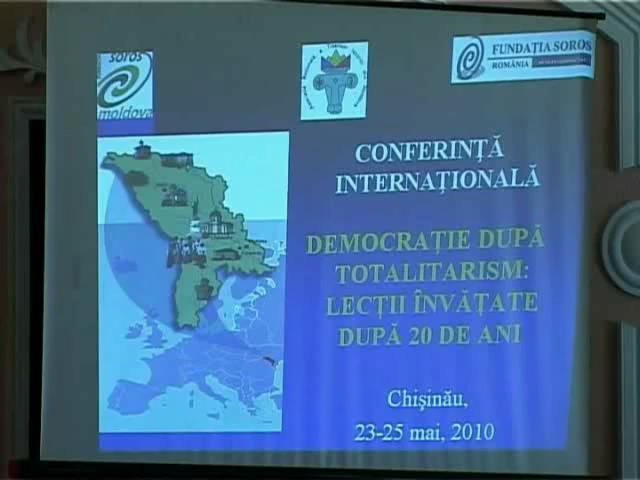 soros
moldova
FUNDAȚIA SOROS
ROMÂNIA
CONFERINȚĂ
INTERNAȚIONALĂ
DEMOCRAȚIE DUPĂ
TOTALITARISM:
LECȚII ÎNVĂȚATE
DUPĂ 20 DE ANI
Chișinău,
23-25 mai, 2010